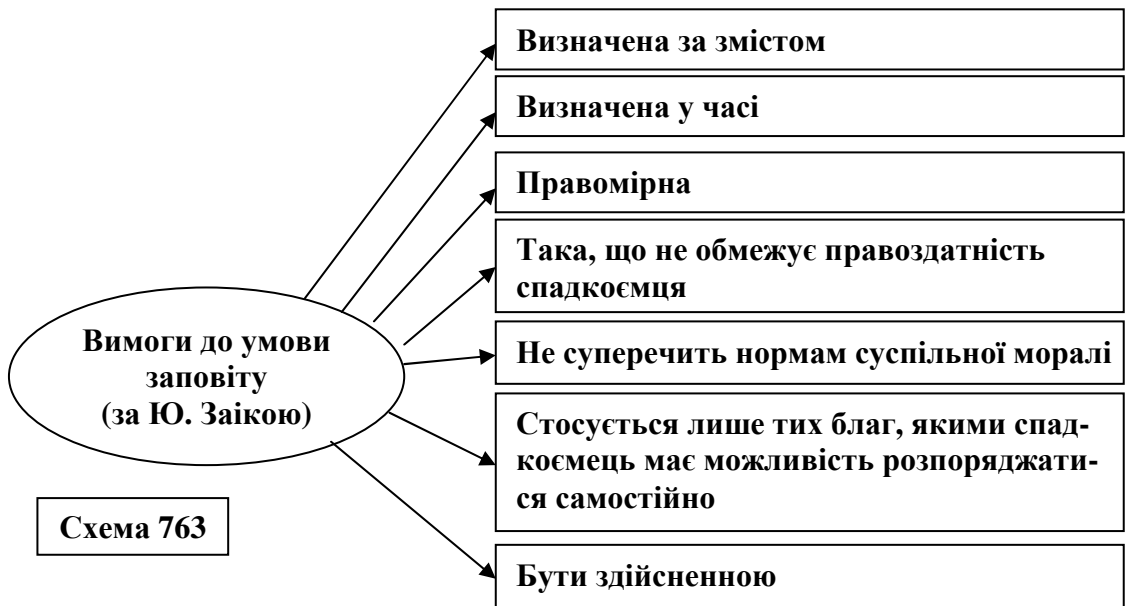 Визначена за змістом
Визначена у часі
Правомірна
Така, що не обмежує правоздатність
спадкоємця
Вимоги до умови
заповіту
(за Ю. Заікою)
Не суперечить нормам суспільної моралі
Стосується лише тих благ, якими спад-
коємець має можливість розпоряджати-
ся самостійно
Схема 763
Бути здійсненною